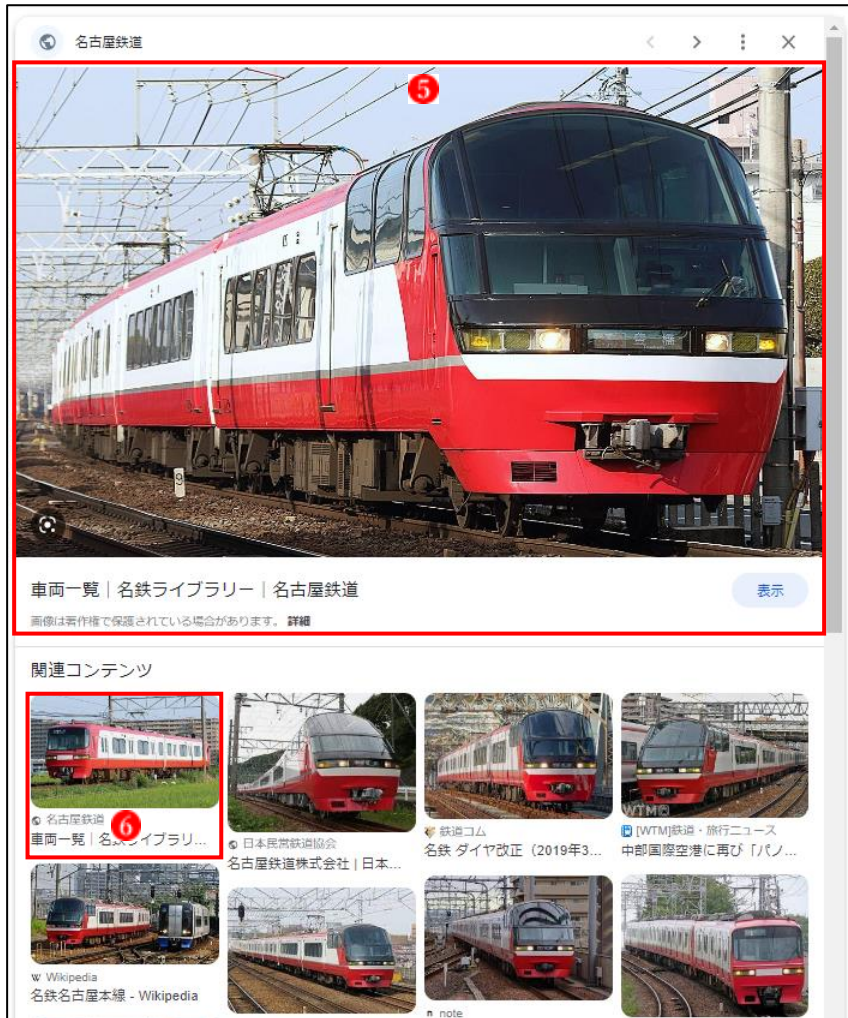 名古屋鉄道
5
9
車両一覧｜名鉄ライブラリー｜名古屋鉄道
表示
画像は著作権で保護されている場合があります。 詳細
関連コンテンツ
名古屋鉄道
6
車両一覧｜名鉄ライブラリ...
日本民営鉄道協会
名古屋鉄道株式会社 | 日本...
鉄道コム
名鉄 ダイヤ改正（2019年3...
WTM
[WTM]鉄道・旅行ニュース
中部国際空港に再び「パノ...
W Wikipedia
名鉄名古屋本線 - Wikipedia
n note